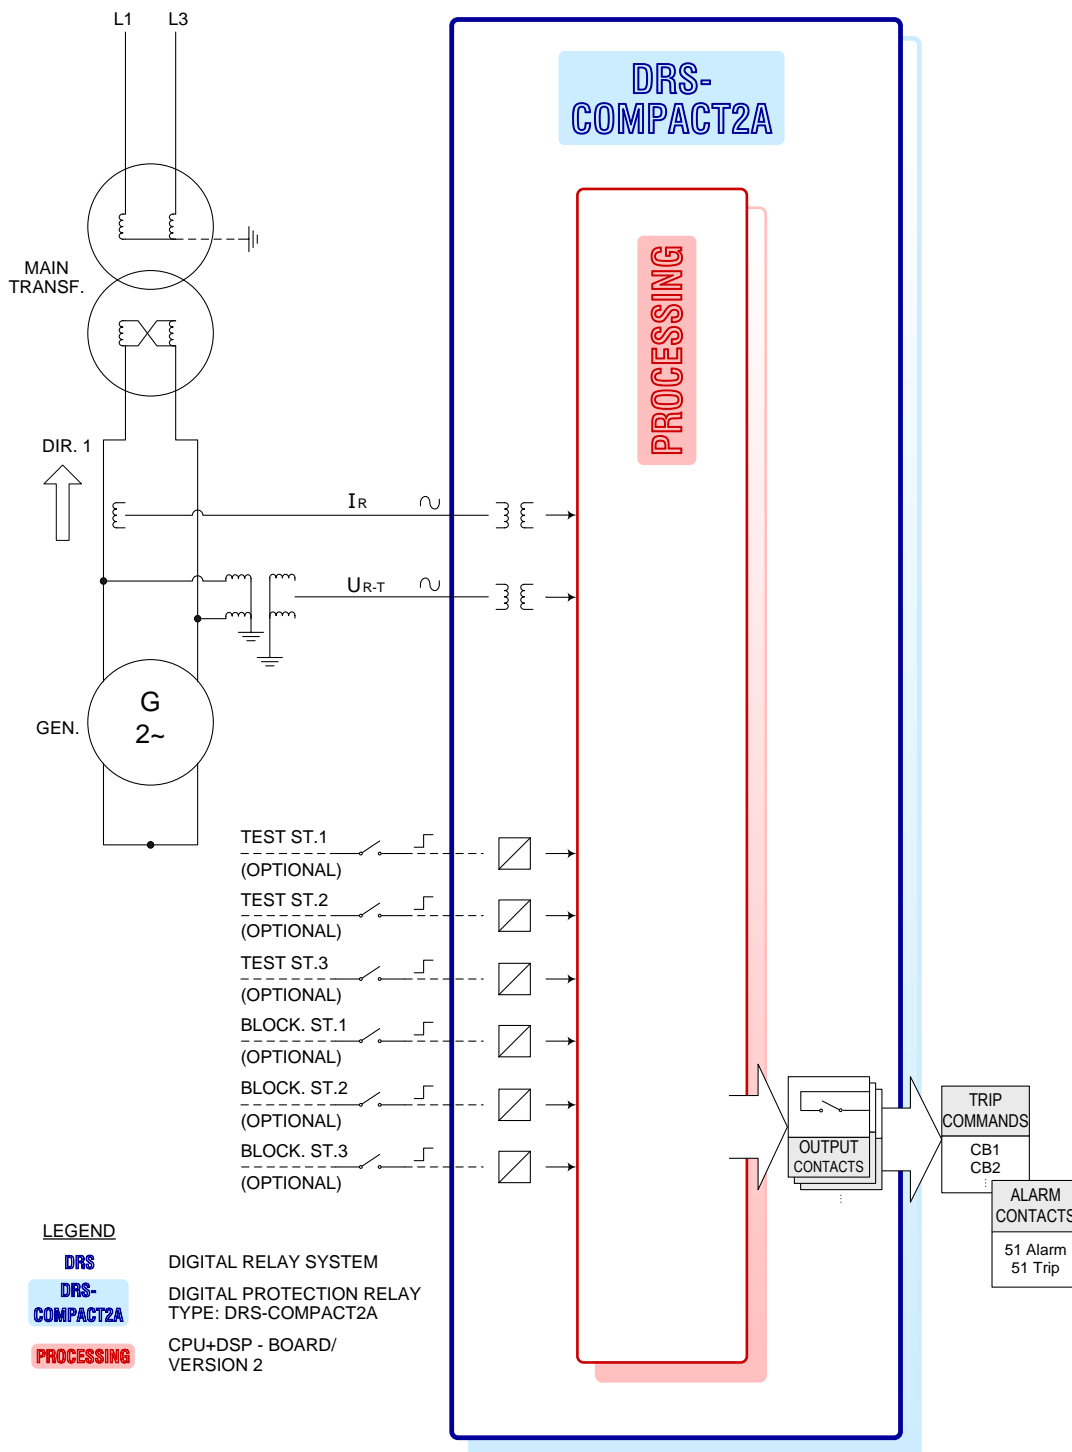 L1 L3
DRS-
COMPACT2A
PROCESSING
MAIN
TRANSF.
DIR. 1
IR
UR-T
G
2~
GEN.
TEST ST.1
(OPTIONAL)
TEST ST.2
(OPTIONAL)
TEST ST.3
(OPTIONAL)
BLOCK. ST.1
(OPTIONAL)
BLOCK. ST.2
(OPTIONAL)
BLOCK. ST.3
(OPTIONAL)
OUTPUT
CONTACTS
TRIP
COMMANDS
CB1
CB2
ALARM
CONTACTS
51 Alarm
51 Trip
LEGEND
DRS DIGITAL RELAY SYSTEM
DRS-
COMPACT2A
DIGITAL PROTECTION RELAY
TYPE: DRS-COMPACT2A
PROCESSING
CPU+DSP - BOARD/
VERSION 2